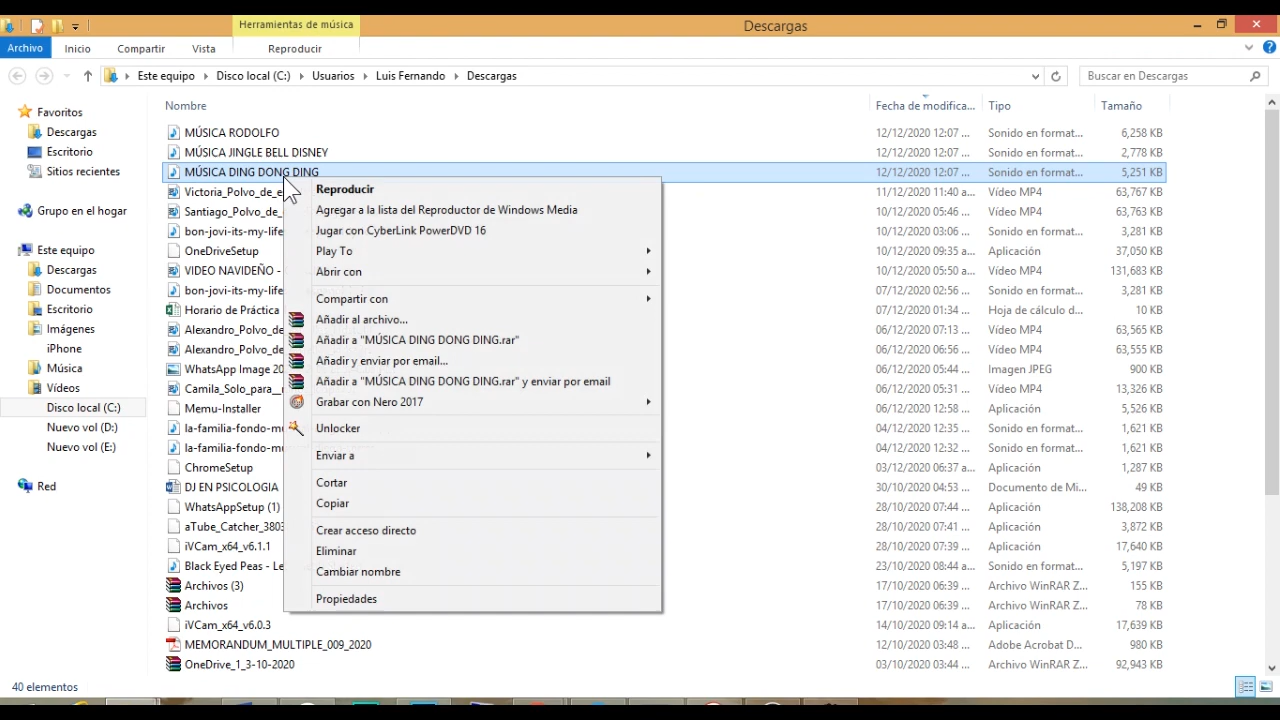 Herramientas de música
Descargas
Archivo Inicio Compartir Vista Reproducir
Este equipo Disco local (C:) Usuarios Luis Fernando Descargas Buscar en Descargas
Favoritos
Descargas
Escritorio
Sitios recientes
Grupo en el hogar
Este equipo
Descargas
Documentos
Escritorio
Imágenes
iPhone
Música
Vídeos
Disco local (C:)
Nuevo vol (D:)
Nuevo vol (E:)
Red
Nombre Fecha de modifica... Tipo Tamaño
MÚSICA RODOLFO 12/12/2020 12:07 ... Sonido en format... 6,258 KB
MÚSICA JINGLE BELL DISNEY 12/12/2020 12:07 ... Sonido en format... 2,778 KB
MÚSICA DING DONG DING 12/12/2020 12:07 ... Sonido en format... 5,251 KB
Victoria_Polvo_de_e 11/12/2020 11:40 a... Vídeo MP4 63,767 KB
Santiago_Polvo_de_ 10/12/2020 05:46 ... Vídeo MP4 63,763 KB
bon-jovi-its-my-life 10/12/2020 03:06 ... Sonido en format... 3,281 KB
OneDriveSetup 10/12/2020 09:35 a... Aplicación 37,050 KB
VIDEO NAVIDEÑO - 10/12/2020 05:50 a... Vídeo MP4 131,683 KB
bon-jovi-its-my-life 07/12/2020 02:56 ... Sonido en format... 3,281 KB
Horario de Práctica 07/12/2020 01:34 ... Hoja de cálculo d... 10 KB
Alexandro_Polvo_de 06/12/2020 07:13 ... Vídeo MP4 63,565 KB
Alexandro_Polvo_de 06/12/2020 06:56 ... Vídeo MP4 63,555 KB
WhatsApp Image 20 06/12/2020 05:44 ... Imagen JPEG 900 KB
Camila_Solo_para_ 06/12/2020 05:31 ... Vídeo MP4 13,326 KB
Memu-Installer 06/12/2020 12:58 ... Aplicación 5,526 KB
la-familia-fondo-mu 04/12/2020 12:35 ... Sonido en format... 1,621 KB
la-familia-fondo-mu 04/12/2020 12:32 ... Sonido en format... 1,621 KB
ChromeSetup 03/12/2020 06:37 a... Aplicación 1,287 KB
DJ EN PSICOLOGIA 30/10/2020 04:53 ... Documento de Mi... 49 KB
WhatsAppSetup (1) 28/10/2020 07:44 ... Aplicación 138,208 KB
aTube_Catcher_3803 28/10/2020 07:41 ... Aplicación 3,872 KB
iVCam_x64_v6.1.1 28/10/2020 07:39 ... Aplicación 17,640 KB
Black Eyed Peas - Le 23/10/2020 08:44 a... Sonido en format... 5,197 KB
Archivos (3) 17/10/2020 06:39 ... Archivo WinRAR Z... 155 KB
Archivos 17/10/2020 06:39 ... Archivo WinRAR Z... 78 KB
iVCam_x64_v6.0.3 14/10/2020 09:14 a... Aplicación 17,639 KB
MEMORANDUM_MULTIPLE_009_2020 12/10/2020 03:48 ... Adobe Acrobat D... 980 KB
OneDrive_1_3-10-2020 03/10/2020 03:44 ... Archivo WinRAR Z... 92,943 KB
Reproducir
Agregar a la lista del Reproductor de Windows Media
Jugar con CyberLink PowerDVD 16
Play To
Abrir con
Compartir con
Añadir al archivo...
Añadir a "MÚSICA DING DONG DING.rar"
Añadir y enviar por email...
Añadir a "MÚSICA DING DONG DING.rar" y enviar por email
Grabar con Nero 2017
Unlocker
Enviar a
Cortar
Copiar
Crear acceso directo
Eliminar
Cambiar nombre
Propiedades
40 elementos